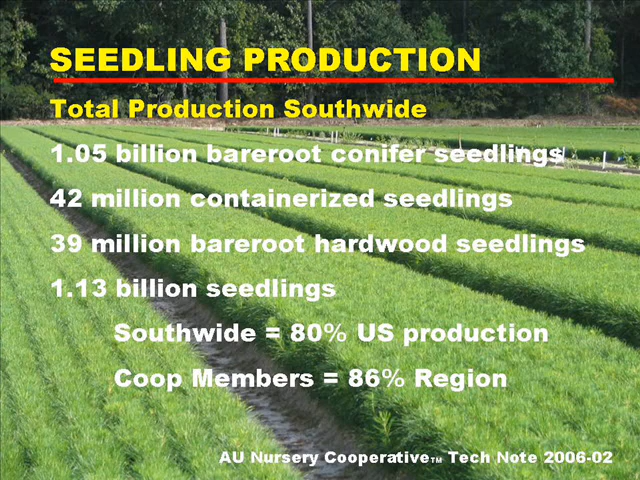 SEEDLING PRODUCTION
Total Production Southwide
1.05 billion bareroot conifer seedlings
42 million containerized seedlings
39 million bareroot hardwood seedlings
1.13 billion seedlings
Southwide = 80% US production
Coop Members = 86% Region
AU Nursery Cooperative™ Tech Note 2006-02